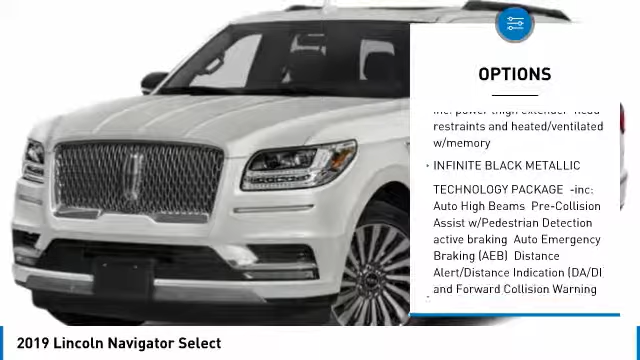 OPTIONS
restraints and heated/ventilated
w/memory
INFINITE BLACK METALLIC
TECHNOLOGY PACKAGE -inc:
Auto High Beams Pre-Collision
Assist w/Pedestrian Detection
active braking Auto Emergency
Braking (AEB) Distance
Alert/Distance Indication (DA/DI
and Forward Collision Warning
2019 Lincoln Navigator Select